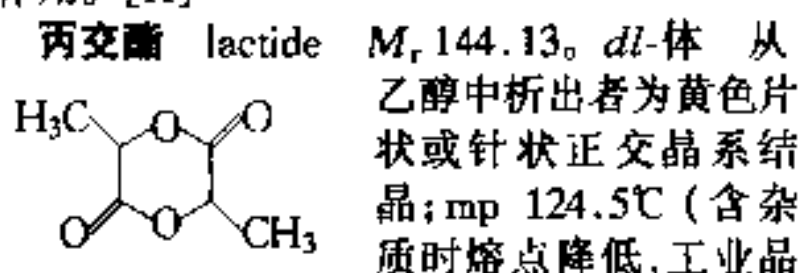 丙交酯 lactide Mr 144.13。dl-体 从
乙醇中析出者为黄色片
状或针状正交晶系结
晶;mp 124.5℃ (含杂
质时熔点降低,工业品
H3C O O
O O CH3